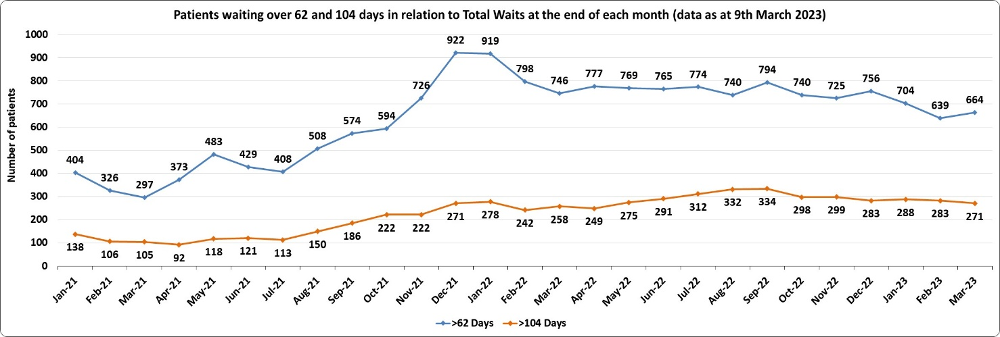 Patients waiting over 62 and 104 days in relation to Total Waits at the end of each month (data as at 9th March 2023)
Number of patients
1000
900
800
700
600
500
400
300
200
100
0
404
326
297
373
483
429
408
508
574
594
726
922
919
798
746
777
769
765
774
740
794
740
725
756
704
639
664
138
106
105
92
118
121
113
150
186
222
222
271
278
242
258
249
275
291
312
332
334
298
299
283
288
283
271
Jan-21
Feb-21
Mar-21
Apr-21
May-21
Jun-21
Jul-21
Aug-21
Sep-21
Oct-21
Nov-21
Dec-21
Jan-22
Feb-22
Mar-22
Apr-22
May-22
Jun-22
Jul-22
Aug-22
Sep-22
Oct-22
Nov-22
Dec-22
Jan-23
Feb-23
Mar-23
>62 Days
>104 Days